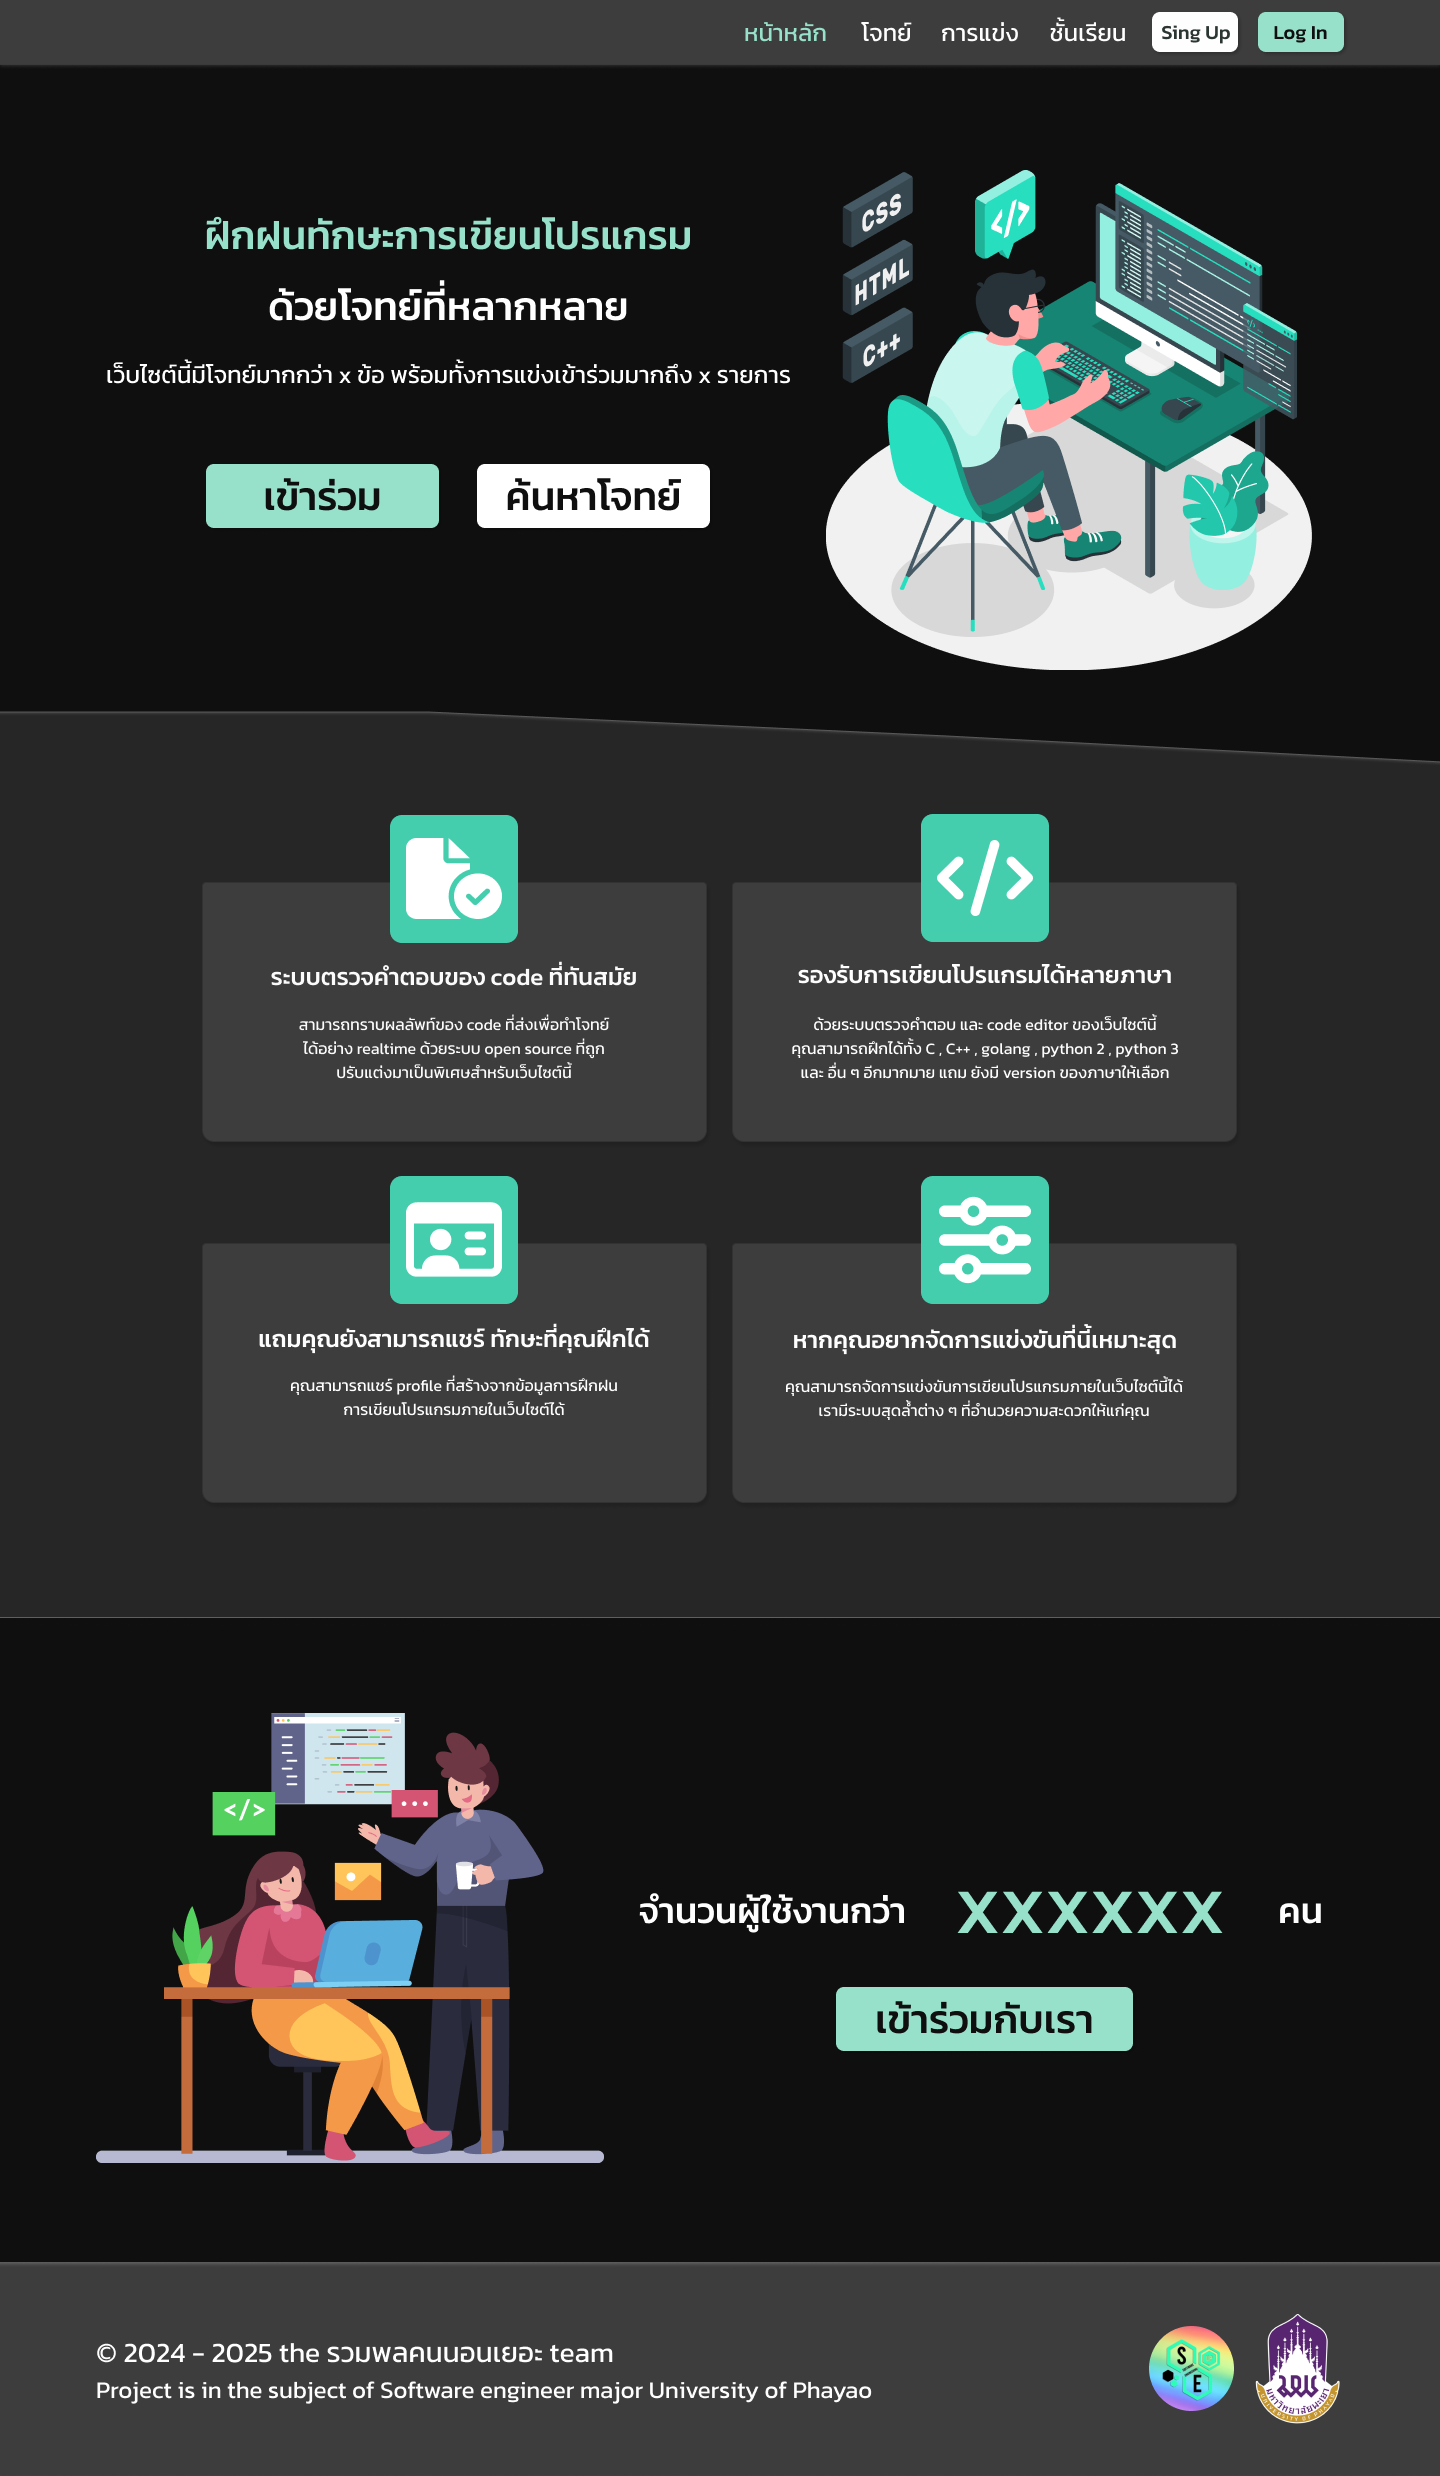 หน้าหลัก โจทย์ การแข่ง ชั้นเรียน Sing Up Log In
ฝึกฝนทักษะการเขียนโปรแกรม
ด้วยโจทย์ที่หลากหลาย
เว็บไซต์นี้มีโจทย์มากกว่า x ข้อ พร้อมทั้งการแข่งเข้าร่วมมากถึง x รายการ
เข้าร่วม ค้นหาโจทย์
CSS
</>
HTML
C++
ระบบตรวจคำตอบของ code ที่ทันสมัย
สามารถทราบผลลัพท์ของ code ที่ส่งเพื่อทำโจทย์
ได้อย่าง realtime ด้วยระบบ open source ที่ถูก
ปรับแต่งมาเป็นพิเศษสำหรับเว็บไซต์นี้
</>
รองรับการเขียนโปรแกรมได้หลายภาษา
ด้วยระบบตรวจคำตอบ และ code editor ของเว็บไซต์นี้
คุณสามารถฝึกได้ทั้ง C , C++ , golang , python 2 , python 3
และ อื่น ๆ อีกมากมาย แถม ยังมี version ของภาษาให้เลือก
แถมคุณยังสามารถแชร์ ทักษะที่คุณฝึกได้
คุณสามารถแชร์ profile ที่สร้างจากข้อมูลการฝึกฝน
การเขียนโปรแกรมภายในเว็บไซต์ได้
หากคุณอยากจัดการแข่งขันที่นี้เหมาะสุด
คุณสามารถจัดการแข่งขันการเขียนโปรแกรมภายในเว็บไซต์นี้ได้
เรามีระบบสุดล้ำต่าง ๆ ที่อำนวยความสะดวกให้แก่คุณ
</>
จำนวนผู้ใช้งานกว่า XXXXXX คน
เข้าร่วมกับเรา
© 2024 - 2025 the รวมพลคนนอนเยอะ team
Project is in the subject of Software engineer major University of Phayao
S
E
มหาวิทยาลัยพะเยา
UNIVERSITY OF PHAYAO